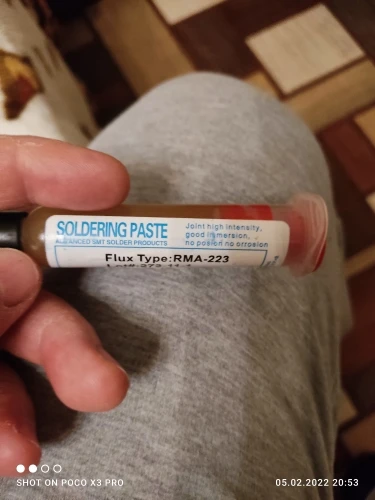 SOLDERING PASTE
ADVANCED SMT SOLDER PRODUCTS
Joint high intensity,
good immersion,
no posion no orrosion
Flux Type:RMA-223
SHOT ON POCO X3 PRO
05.02.2022 20:53